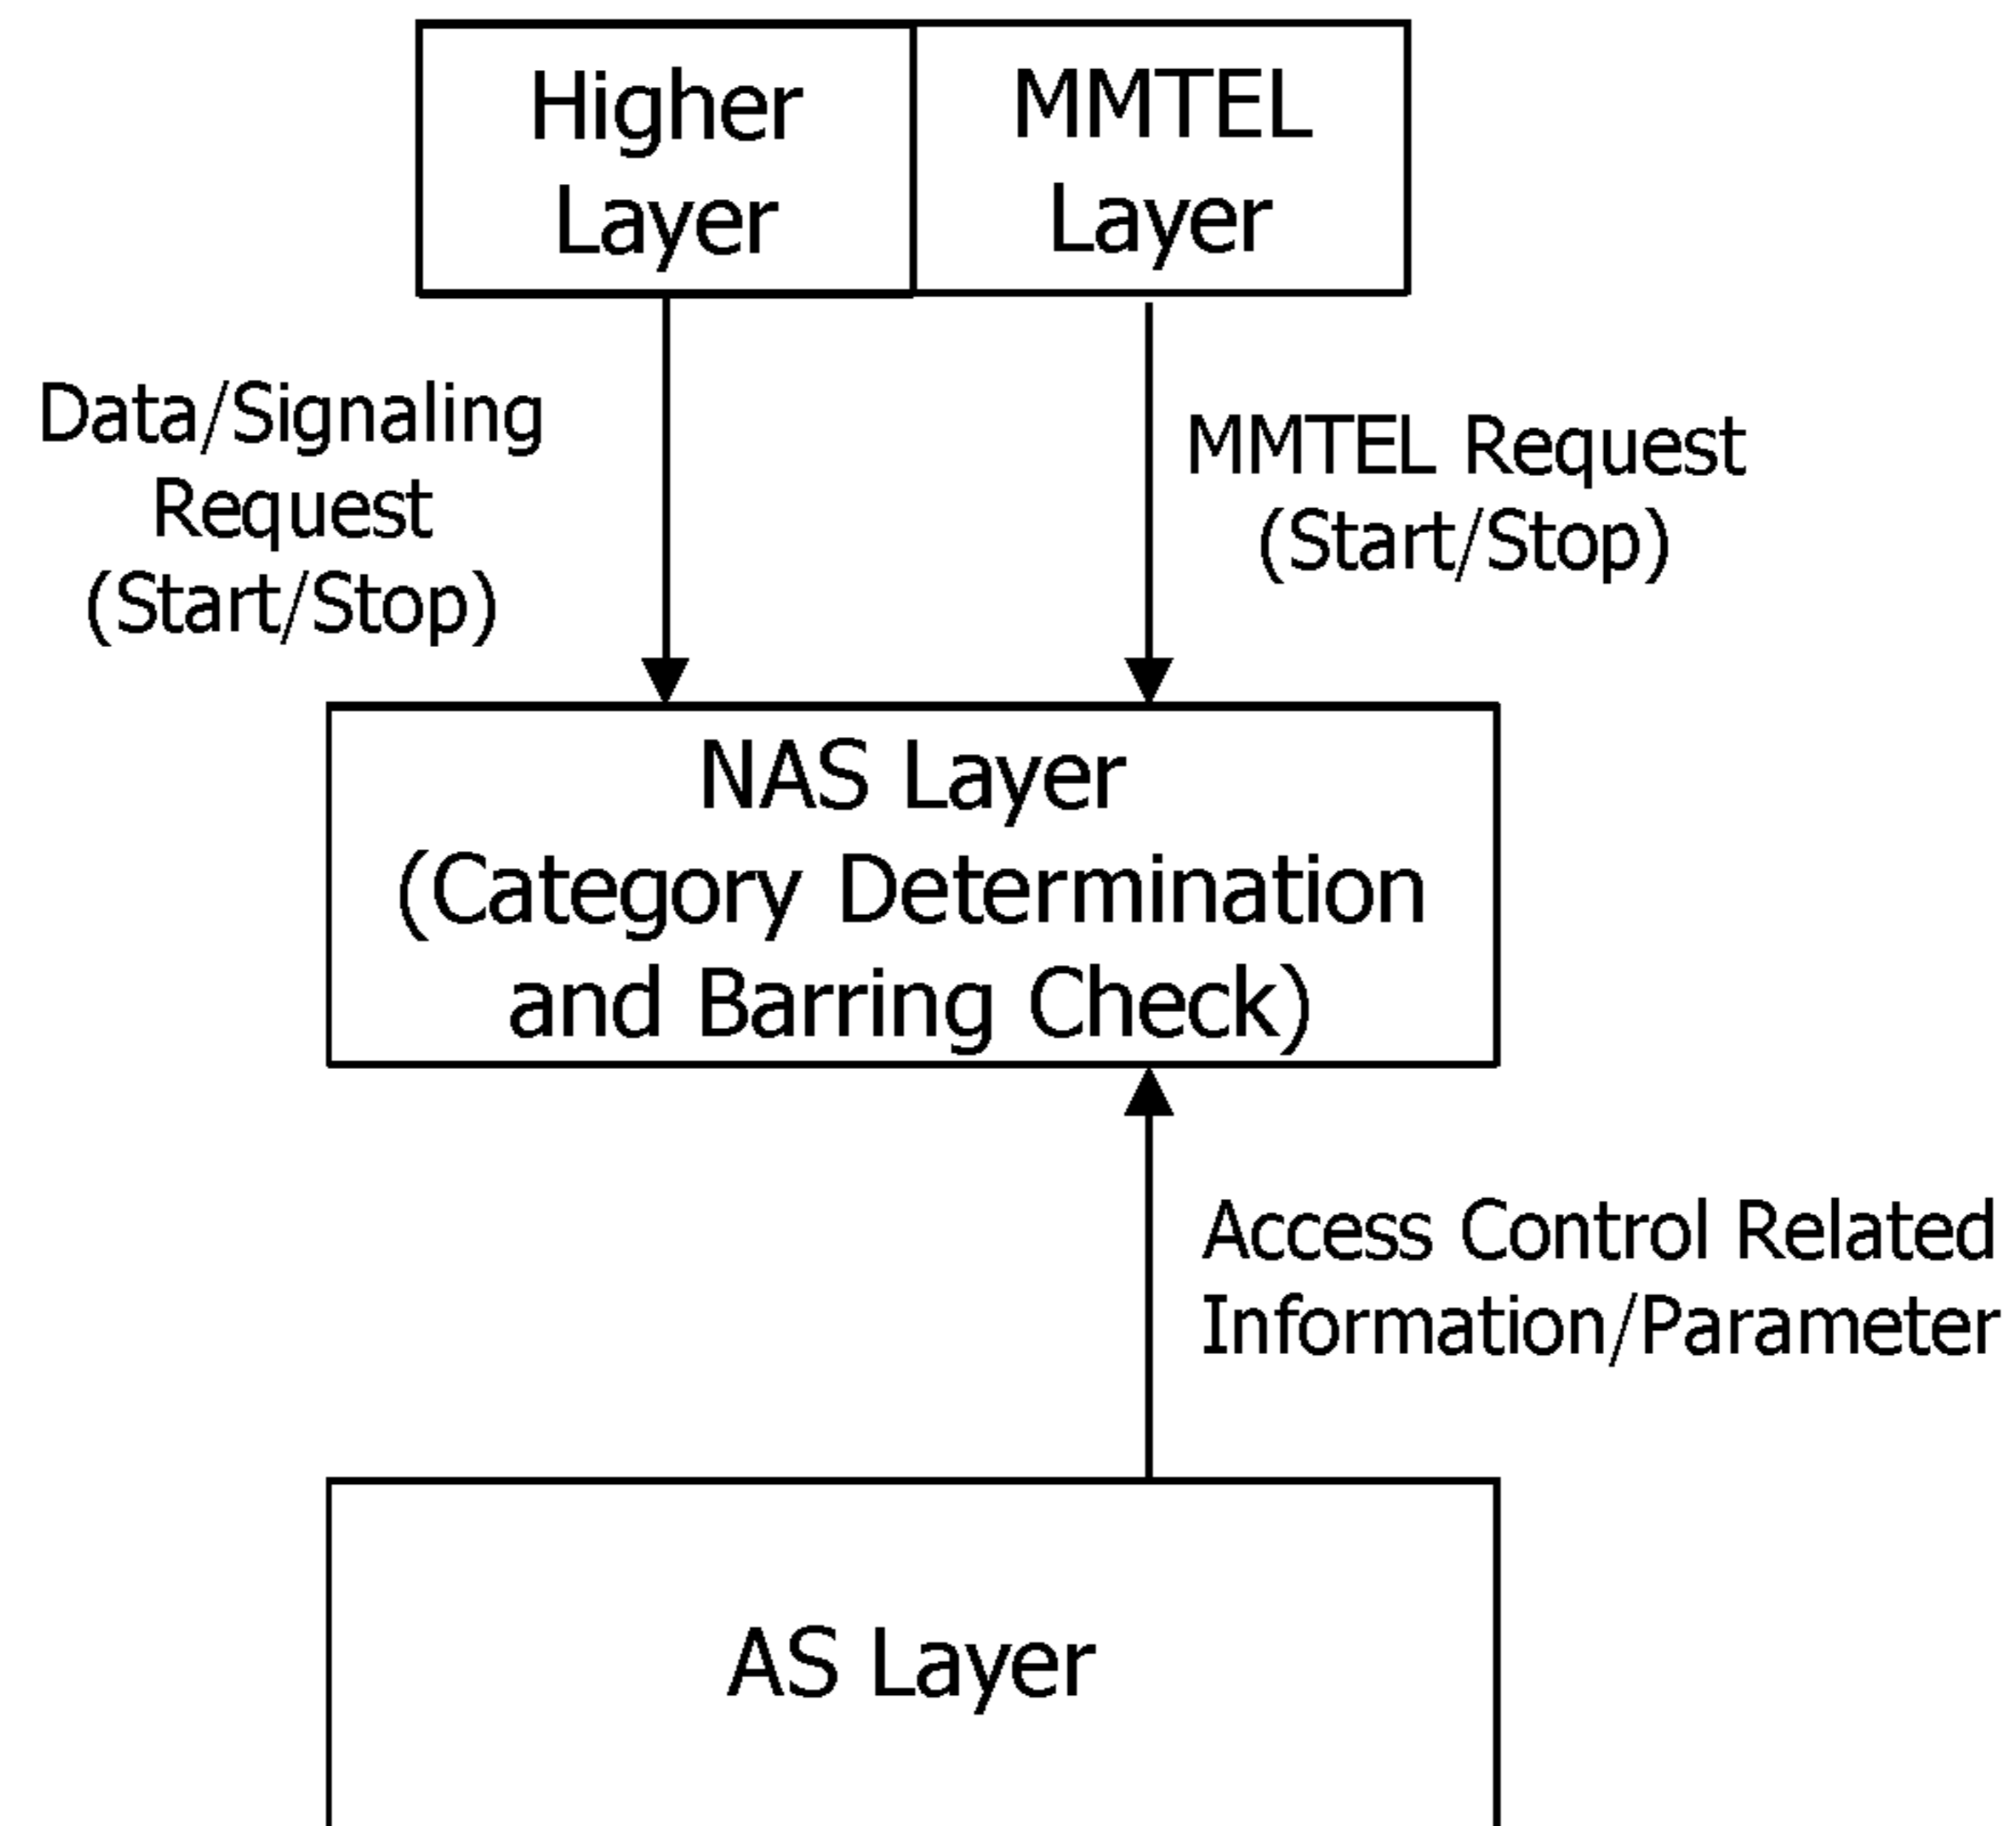 Higher
Layer
MMTEL
Layer
Data/Signaling
Request
(Start/Stop)
MMTEL Request
(Start/Stop)
NAS Layer
(Category Determination
and Barring Check)
Access Control Related
Information/Parameter
AS Layer